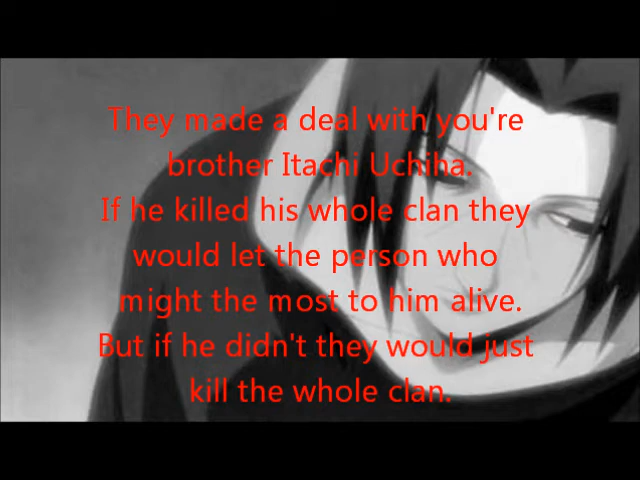 They made a deal with you're
brother Itachi Uchiha.
If he killed his whole clan they
would let the person who
might the most to him alive.
But if he didn't they would just
kill the whole clan.